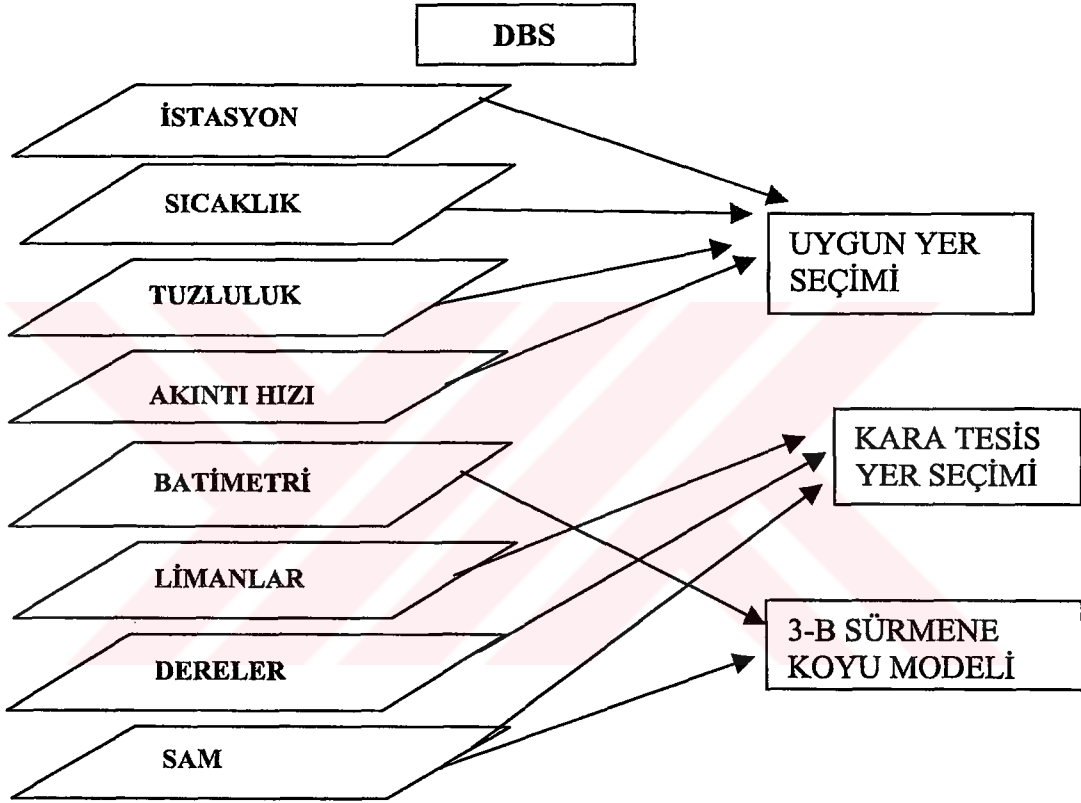 DBS
İSTASYON
SICAKLIK
TUZLULUK
AKINTI HIZI
BATİMETRİ
LİMANLAR
DERELER
SAM
UYGUN YER
SEÇİMİ
KARA TESİS
YER SEÇİMİ
3-B SÜRMENE
KOYU MODELİ